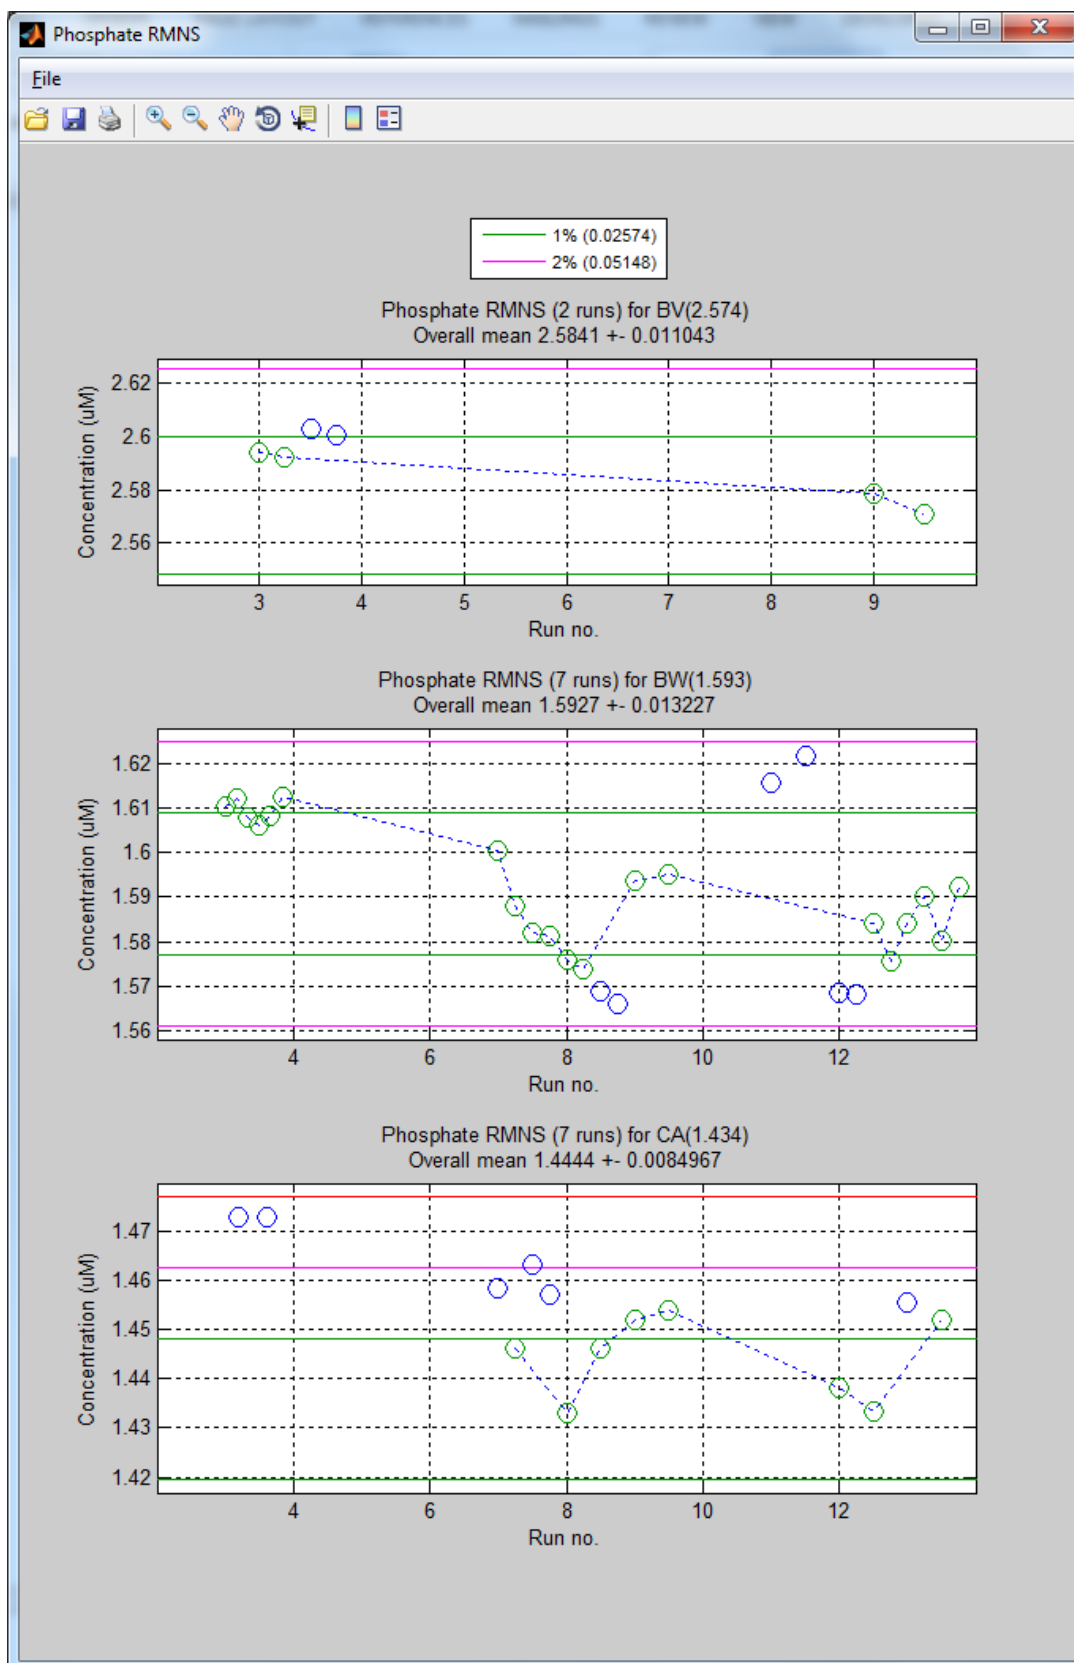 Phosphate RMNS
File
1% (0.02574)
2% (0.05148)
Phosphate RMNS (2 runs) for BV(2.574)
Overall mean 2.5841 +- 0.011043
Concentration (uM)
2.62
2.6
2.58
2.56
3 4 5 6 7 8 9
Run no.
Phosphate RMNS (7 runs) for BW(1.593)
Overall mean 1.5927 +- 0.013227
Concentration (uM)
1.62
1.61
1.6
1.59
1.58
1.57
1.56
4 6 8 10 12
Run no.
Phosphate RMNS (7 runs) for CA(1.434)
Overall mean 1.4444 +- 0.0084967
Concentration (uM)
1.47
1.46
1.45
1.44
1.43
1.42
4 6 8 10 12
Run no.